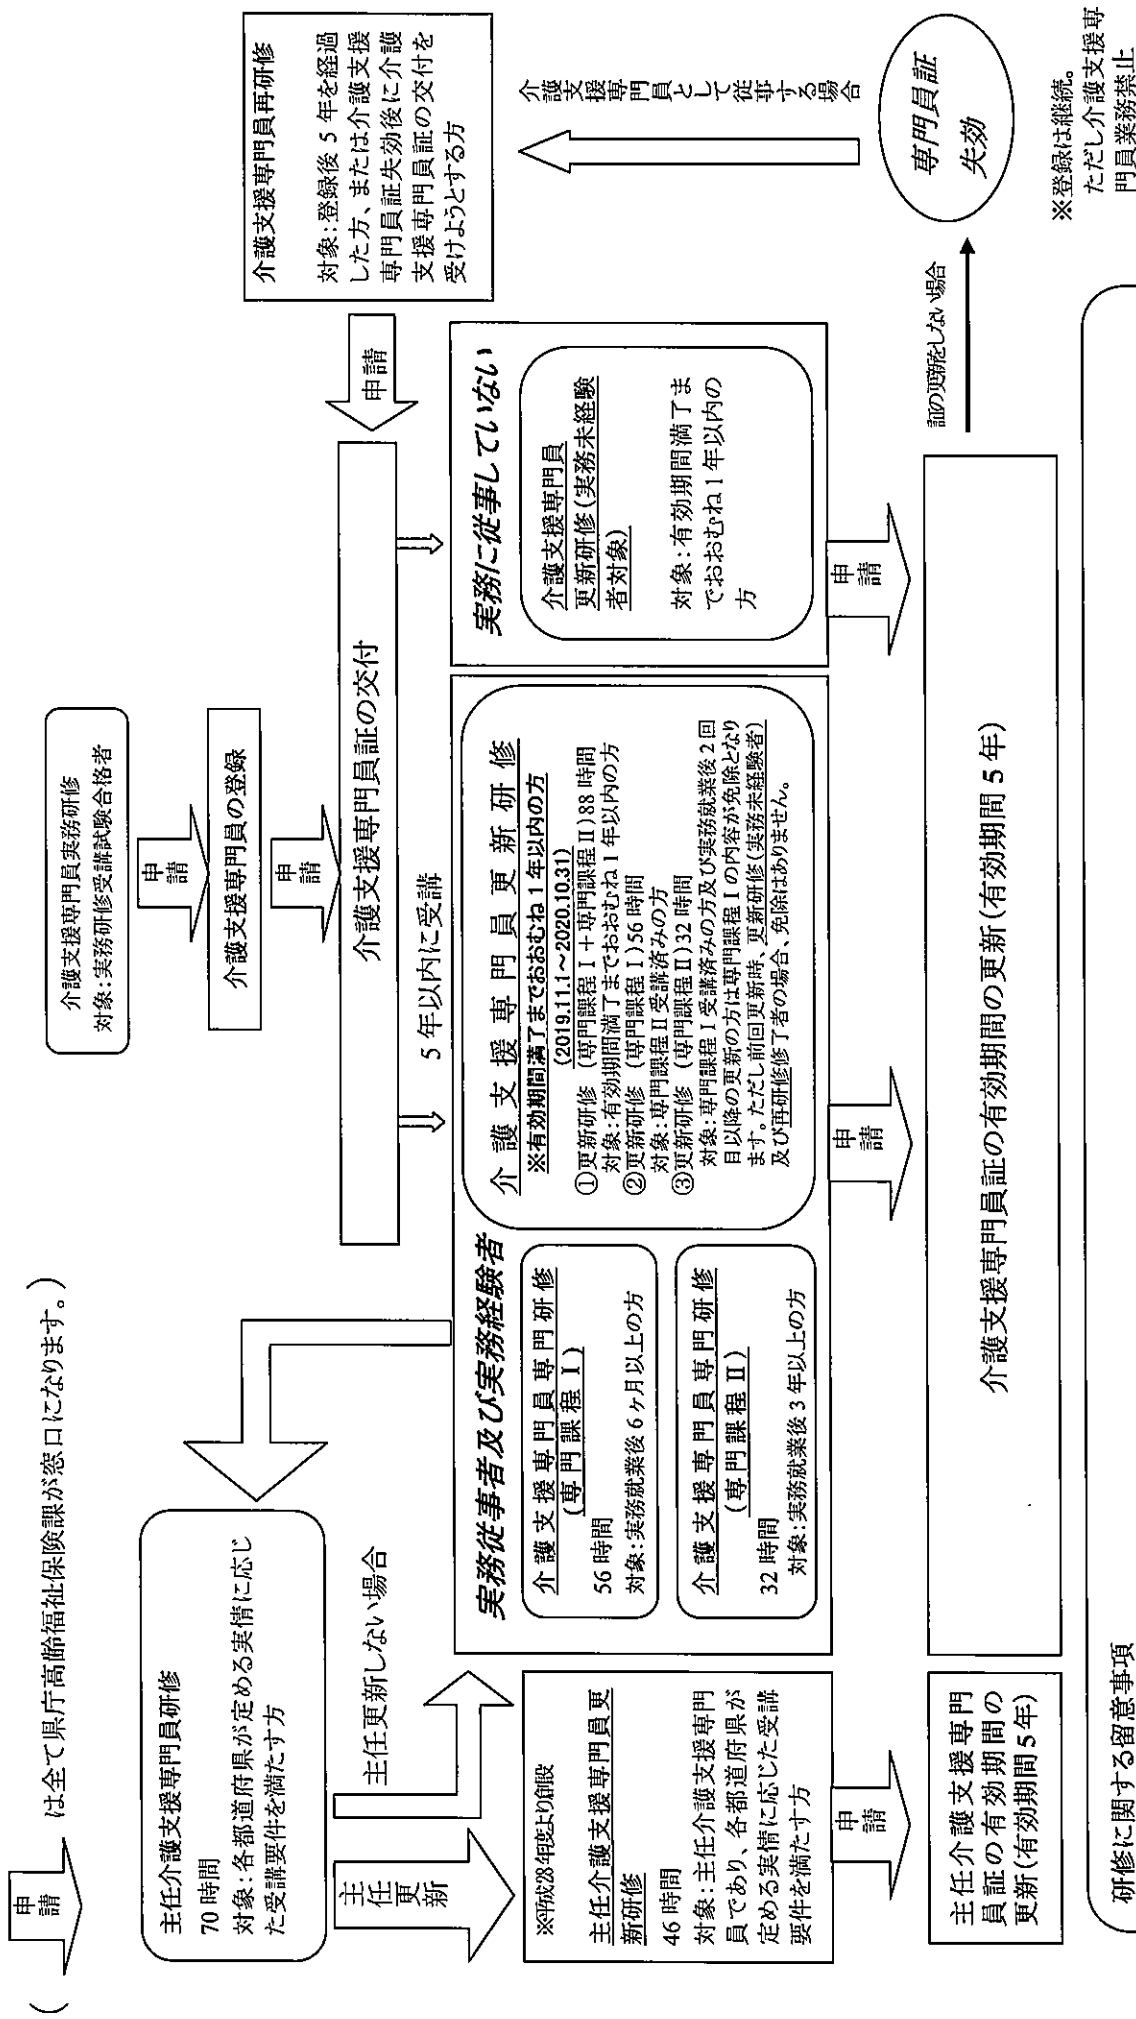 (
申
請
は全て県庁高齢福祉保険課が窓口になります。)
介護支援専門員実務研修
対象:実務研修受講試験合格者
申
請
介護支援専門員の登録
申
請
介護支援専門員証の交付
申請
介護支援専門員再研修
対象:登録後5年を経過
した方、または介護支援
専門員証失効後に介護
支援専門員証の交付を
受けようとする方
主任介護支援専門員研修
70時間
対象:各都道府県が定める実情に応じ
た受講要件を満たす方
5年以内に受講
主任更新しない場合
主任
更新
※平成28年度より創設
主任介護支援専門員更
新研修
46時間
対象:主任介護支援専門
員であり、各都道府県が
定める実情に応じた受講
要件を満たす方
実務従事者及び実務経験者
介護支援専門員専門研修
(専門課程Ⅰ)
56時間
対象:実務就業後6ヶ月以上の方
介護支援専門員専門研修
(専門課程Ⅱ)
32時間
対象:実務就業後3年以上の方
介護支援専門員更新研修
※有効期間満了までおおむね1年以内の方
(2019.11.1~2020.10.31)
①更新研修 (専門課程Ⅰ+専門課程Ⅱ)88時間
対象:有効期間満了までおおむね1年以内の方
②更新研修 (専門課程Ⅰ)56時間
対象:専門課程Ⅱ受講済みの方
③更新研修 (専門課程Ⅱ)32時間
対象:専門課程Ⅰ受講済みの方及び実務就業後2回
目以降の更新の方は専門課程Ⅰの内容が免除となり
ます。ただし前回更新時、更新研修(実務未経験者)
及び再研修修了者の場合、免除はありません。
実務に従事していない
介護支援専門員
更新研修(実務未経験
者対象)
対象:有効期間満了ま
でおおむね1年以内の
方
介護支援専門員として従事する場合
申
請
申
請
申
請
主任介護支援専門
員証の有効期間の
更新(有効期間5年)
介護支援専門員証の有効期間の更新(有効期間5年)
証の更新をしない場合
専門員証
失効
※登録は継続。
ただし介護支援専
門員業務禁止
研修に関する留意事項